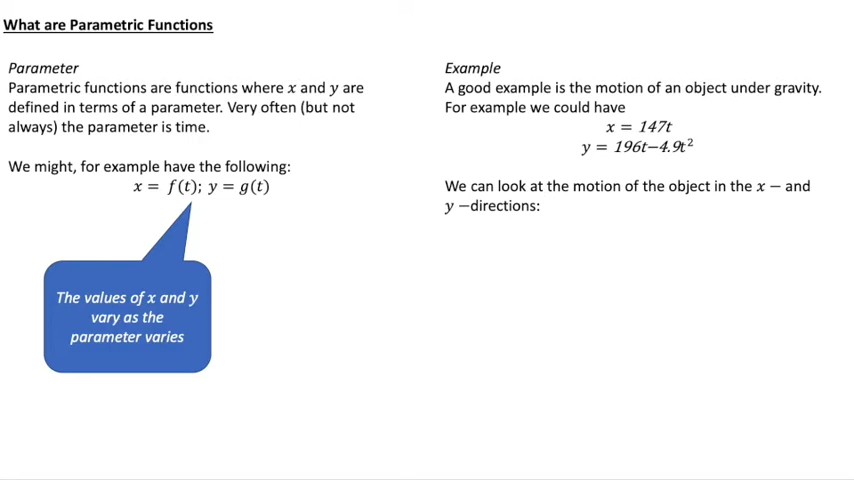 What are Parametric Functions
Parameter
Parametric functions are functions where x and y are
defined in terms of a parameter. Very often (but not
always) the parameter is time.
We might, for example have the following:
x = f(t); y = g(t)
The values of x and y
vary as the
parameter varies
Example
A good example is the motion of an object under gravity.
For example we could have
x = 147t
y = 196t−4.9t²
We can look at the motion of the object in the x − and
y −directions: